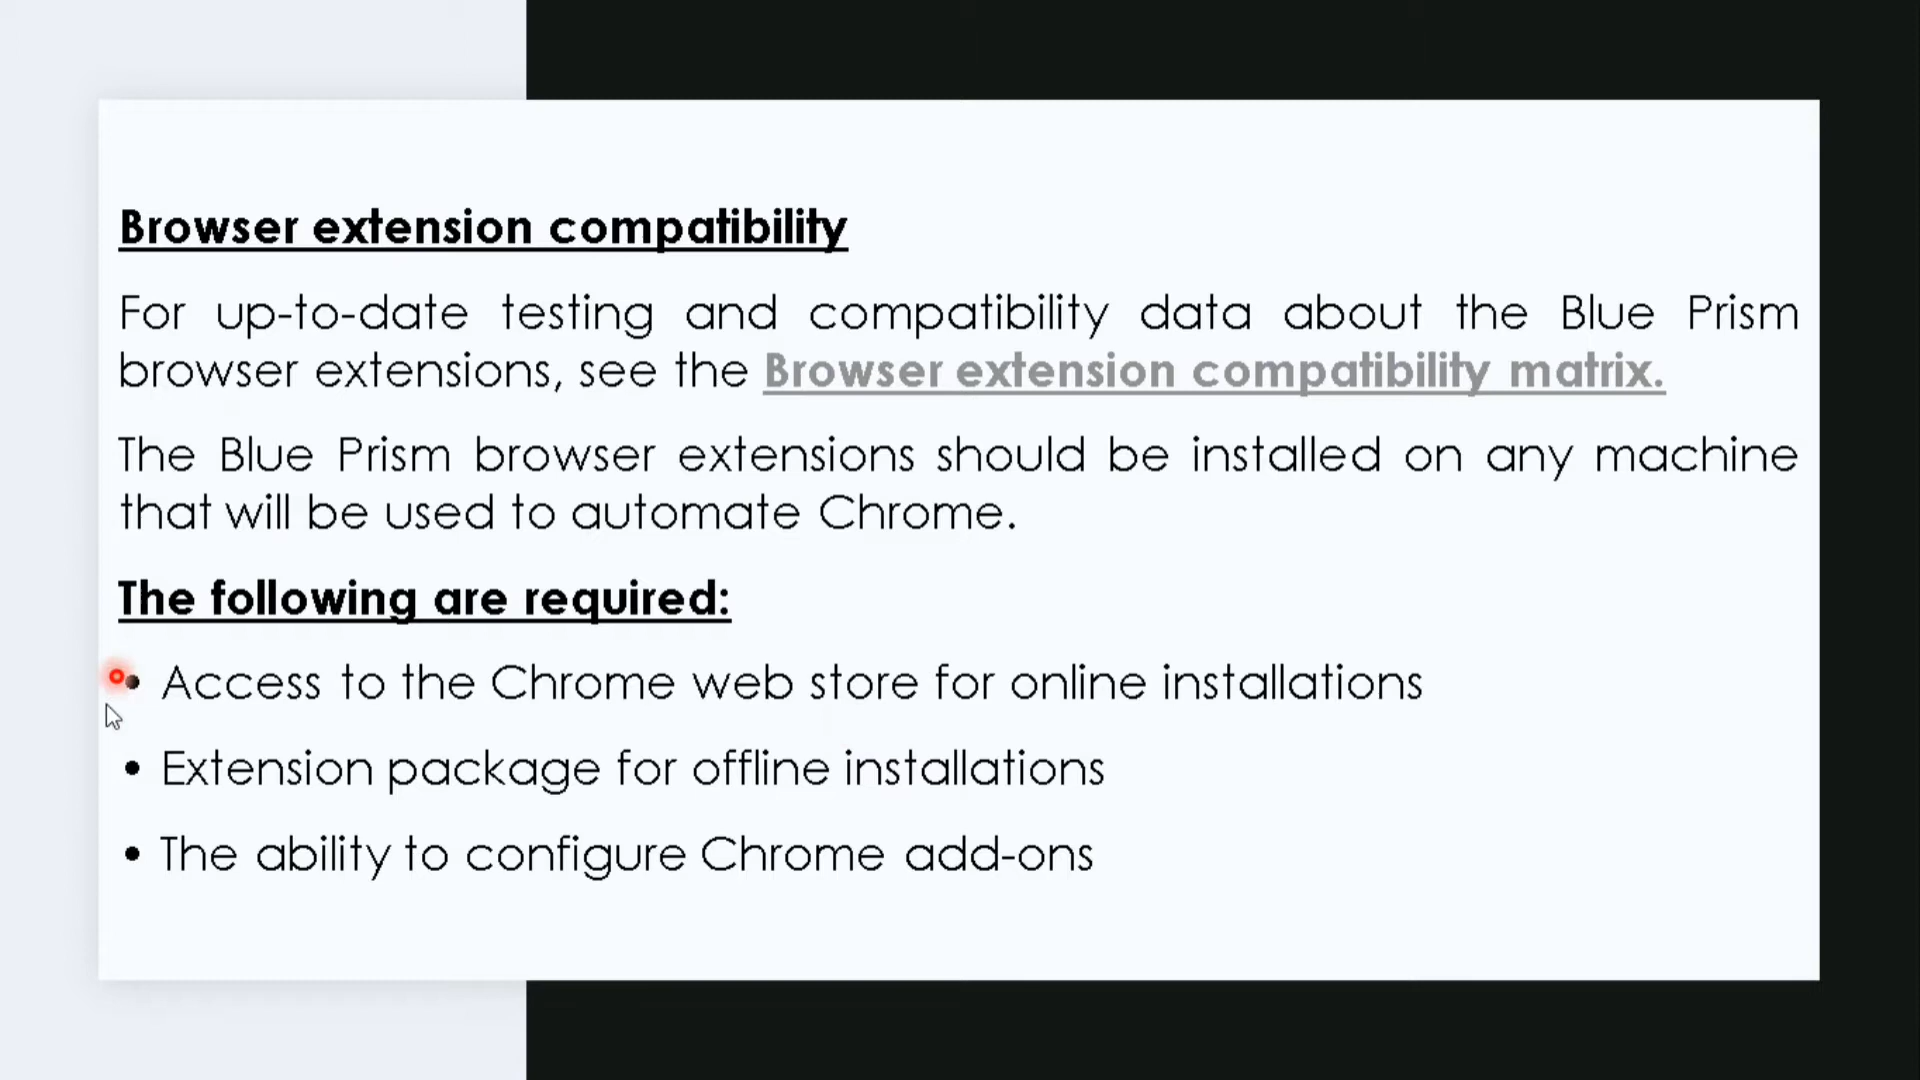 Browser extension compatibility
For up-to-date testing and compatibility data about the Blue Prism
browser extensions, see the Browser extension compatibility matrix.
The Blue Prism browser extensions should be installed on any machine
that will be used to automate Chrome.
The following are required:
• Access to the Chrome web store for online installations
• Extension package for offline installations
• The ability to configure Chrome add-ons